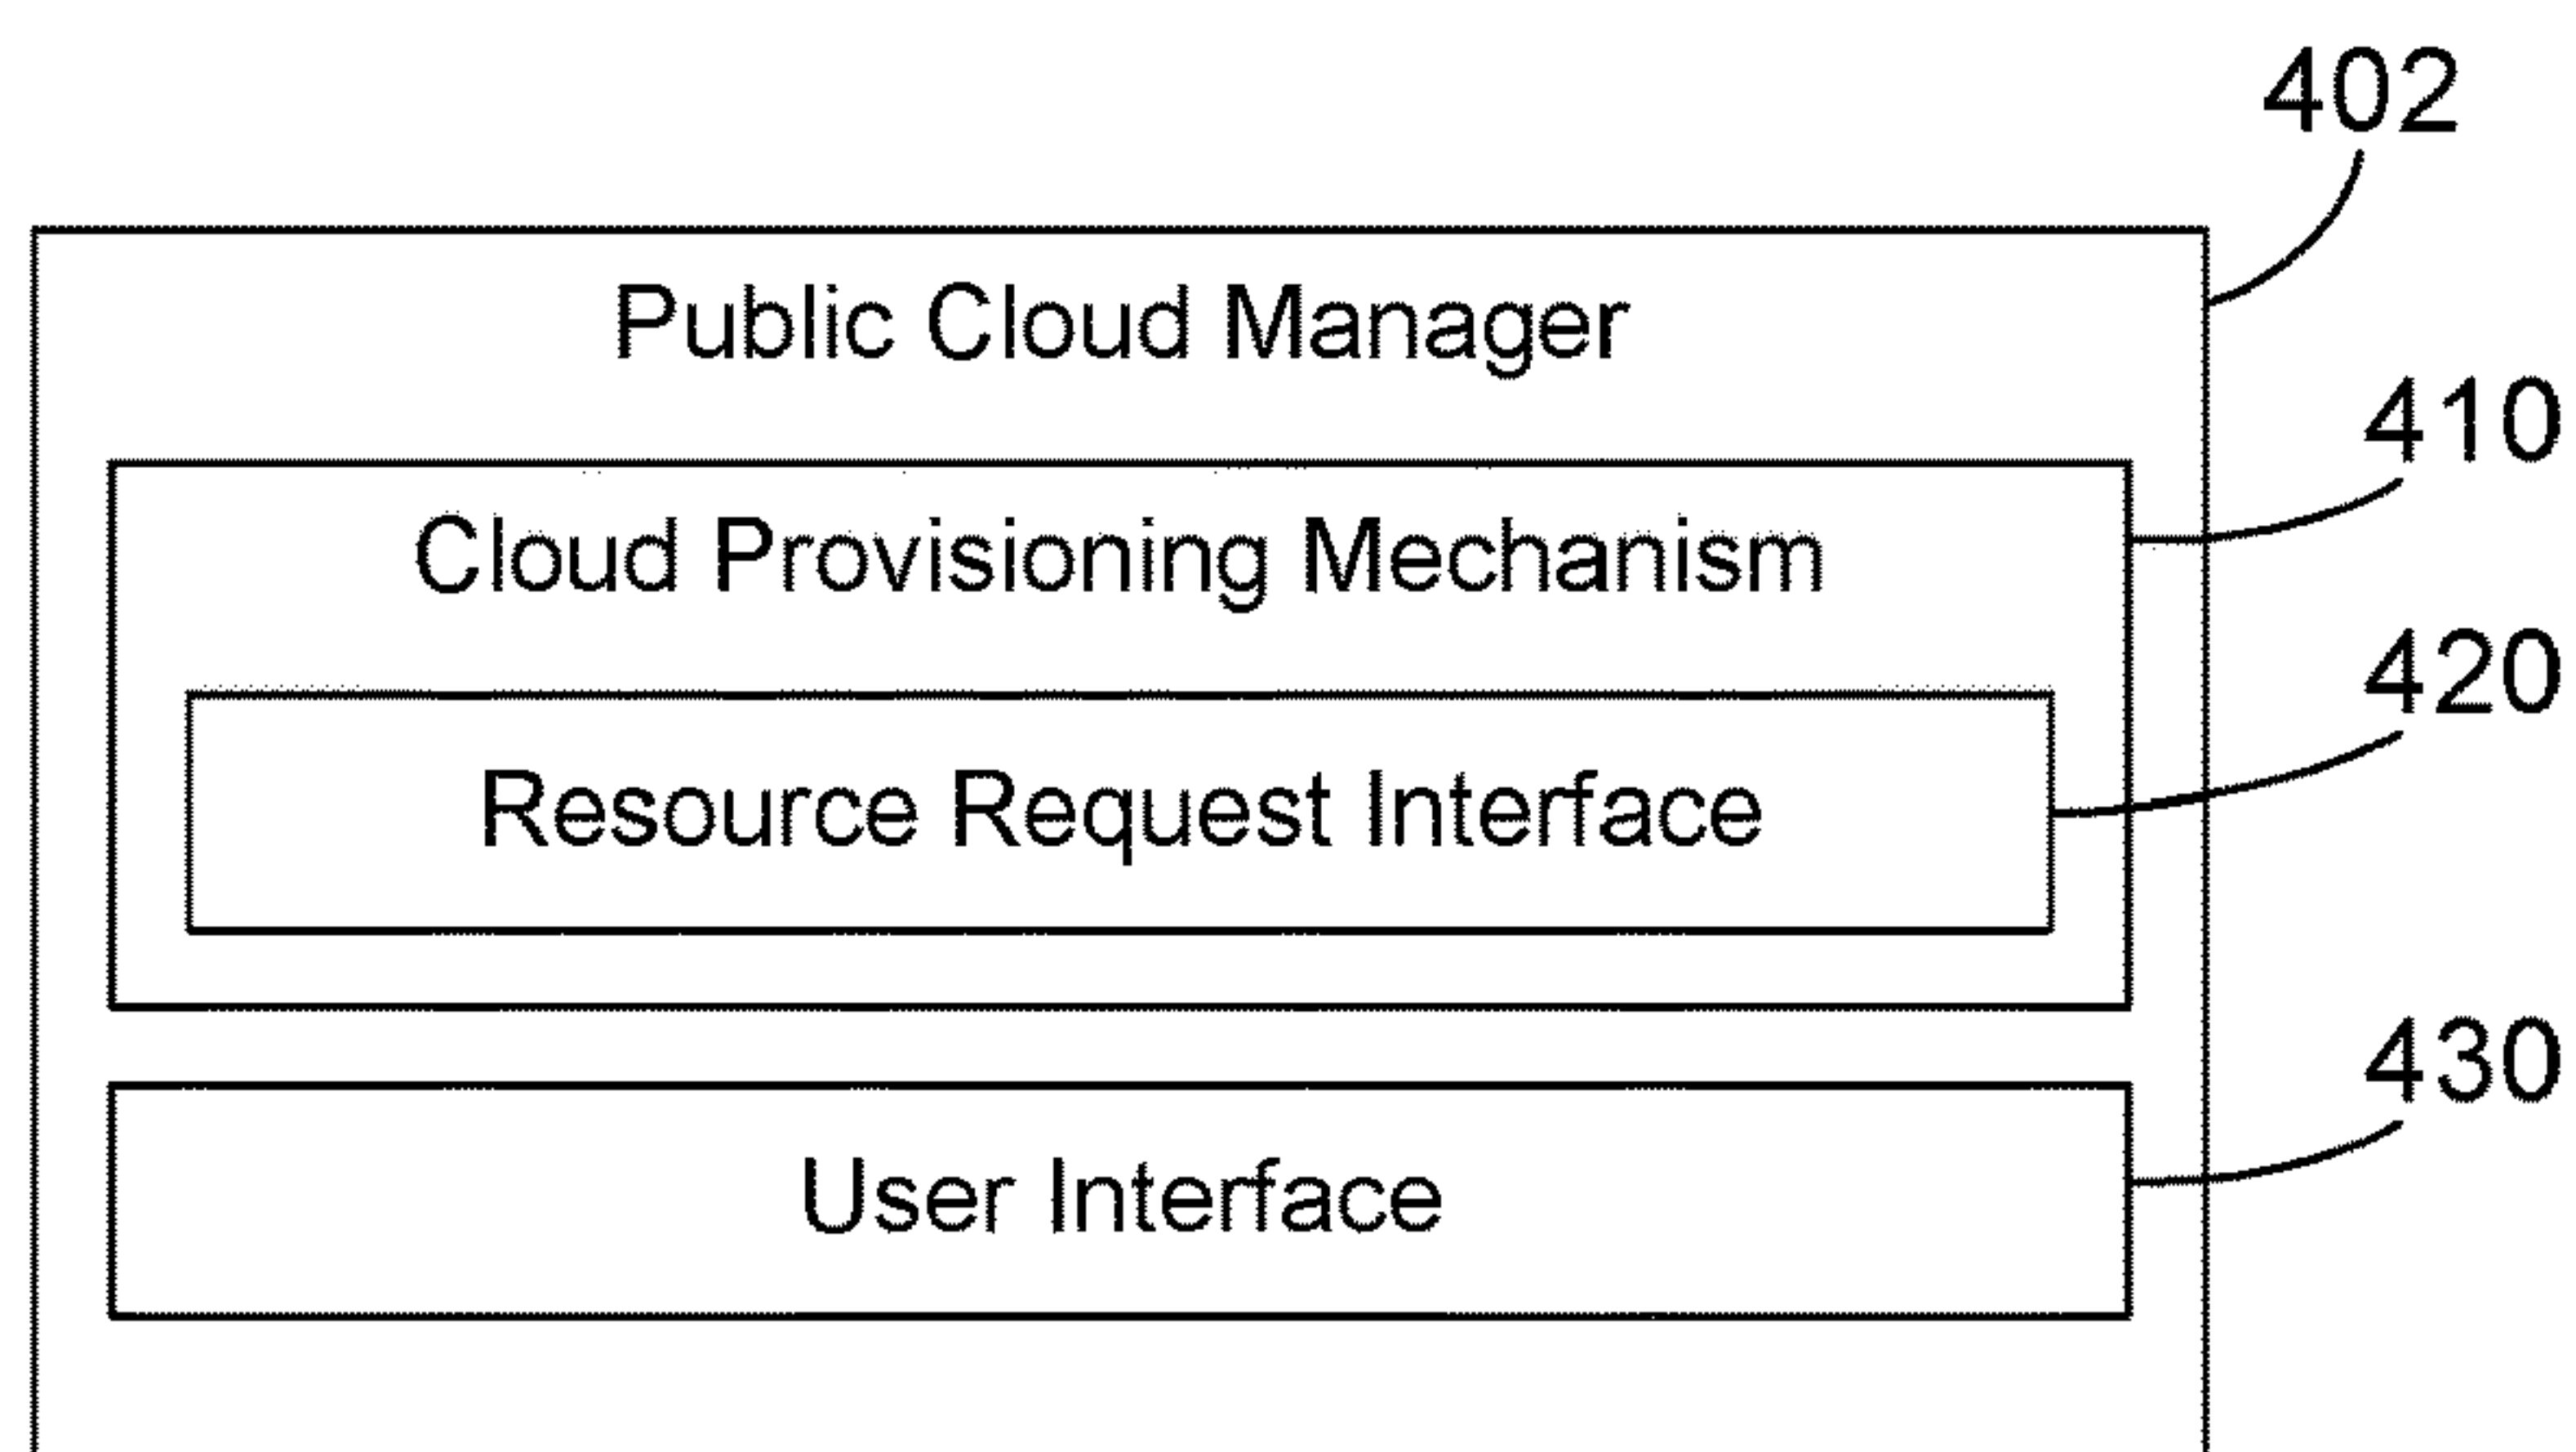 402
Public Cloud Manager
410
Cloud Provisioning Mechanism
420
Resource Request Interface
430
User Interface